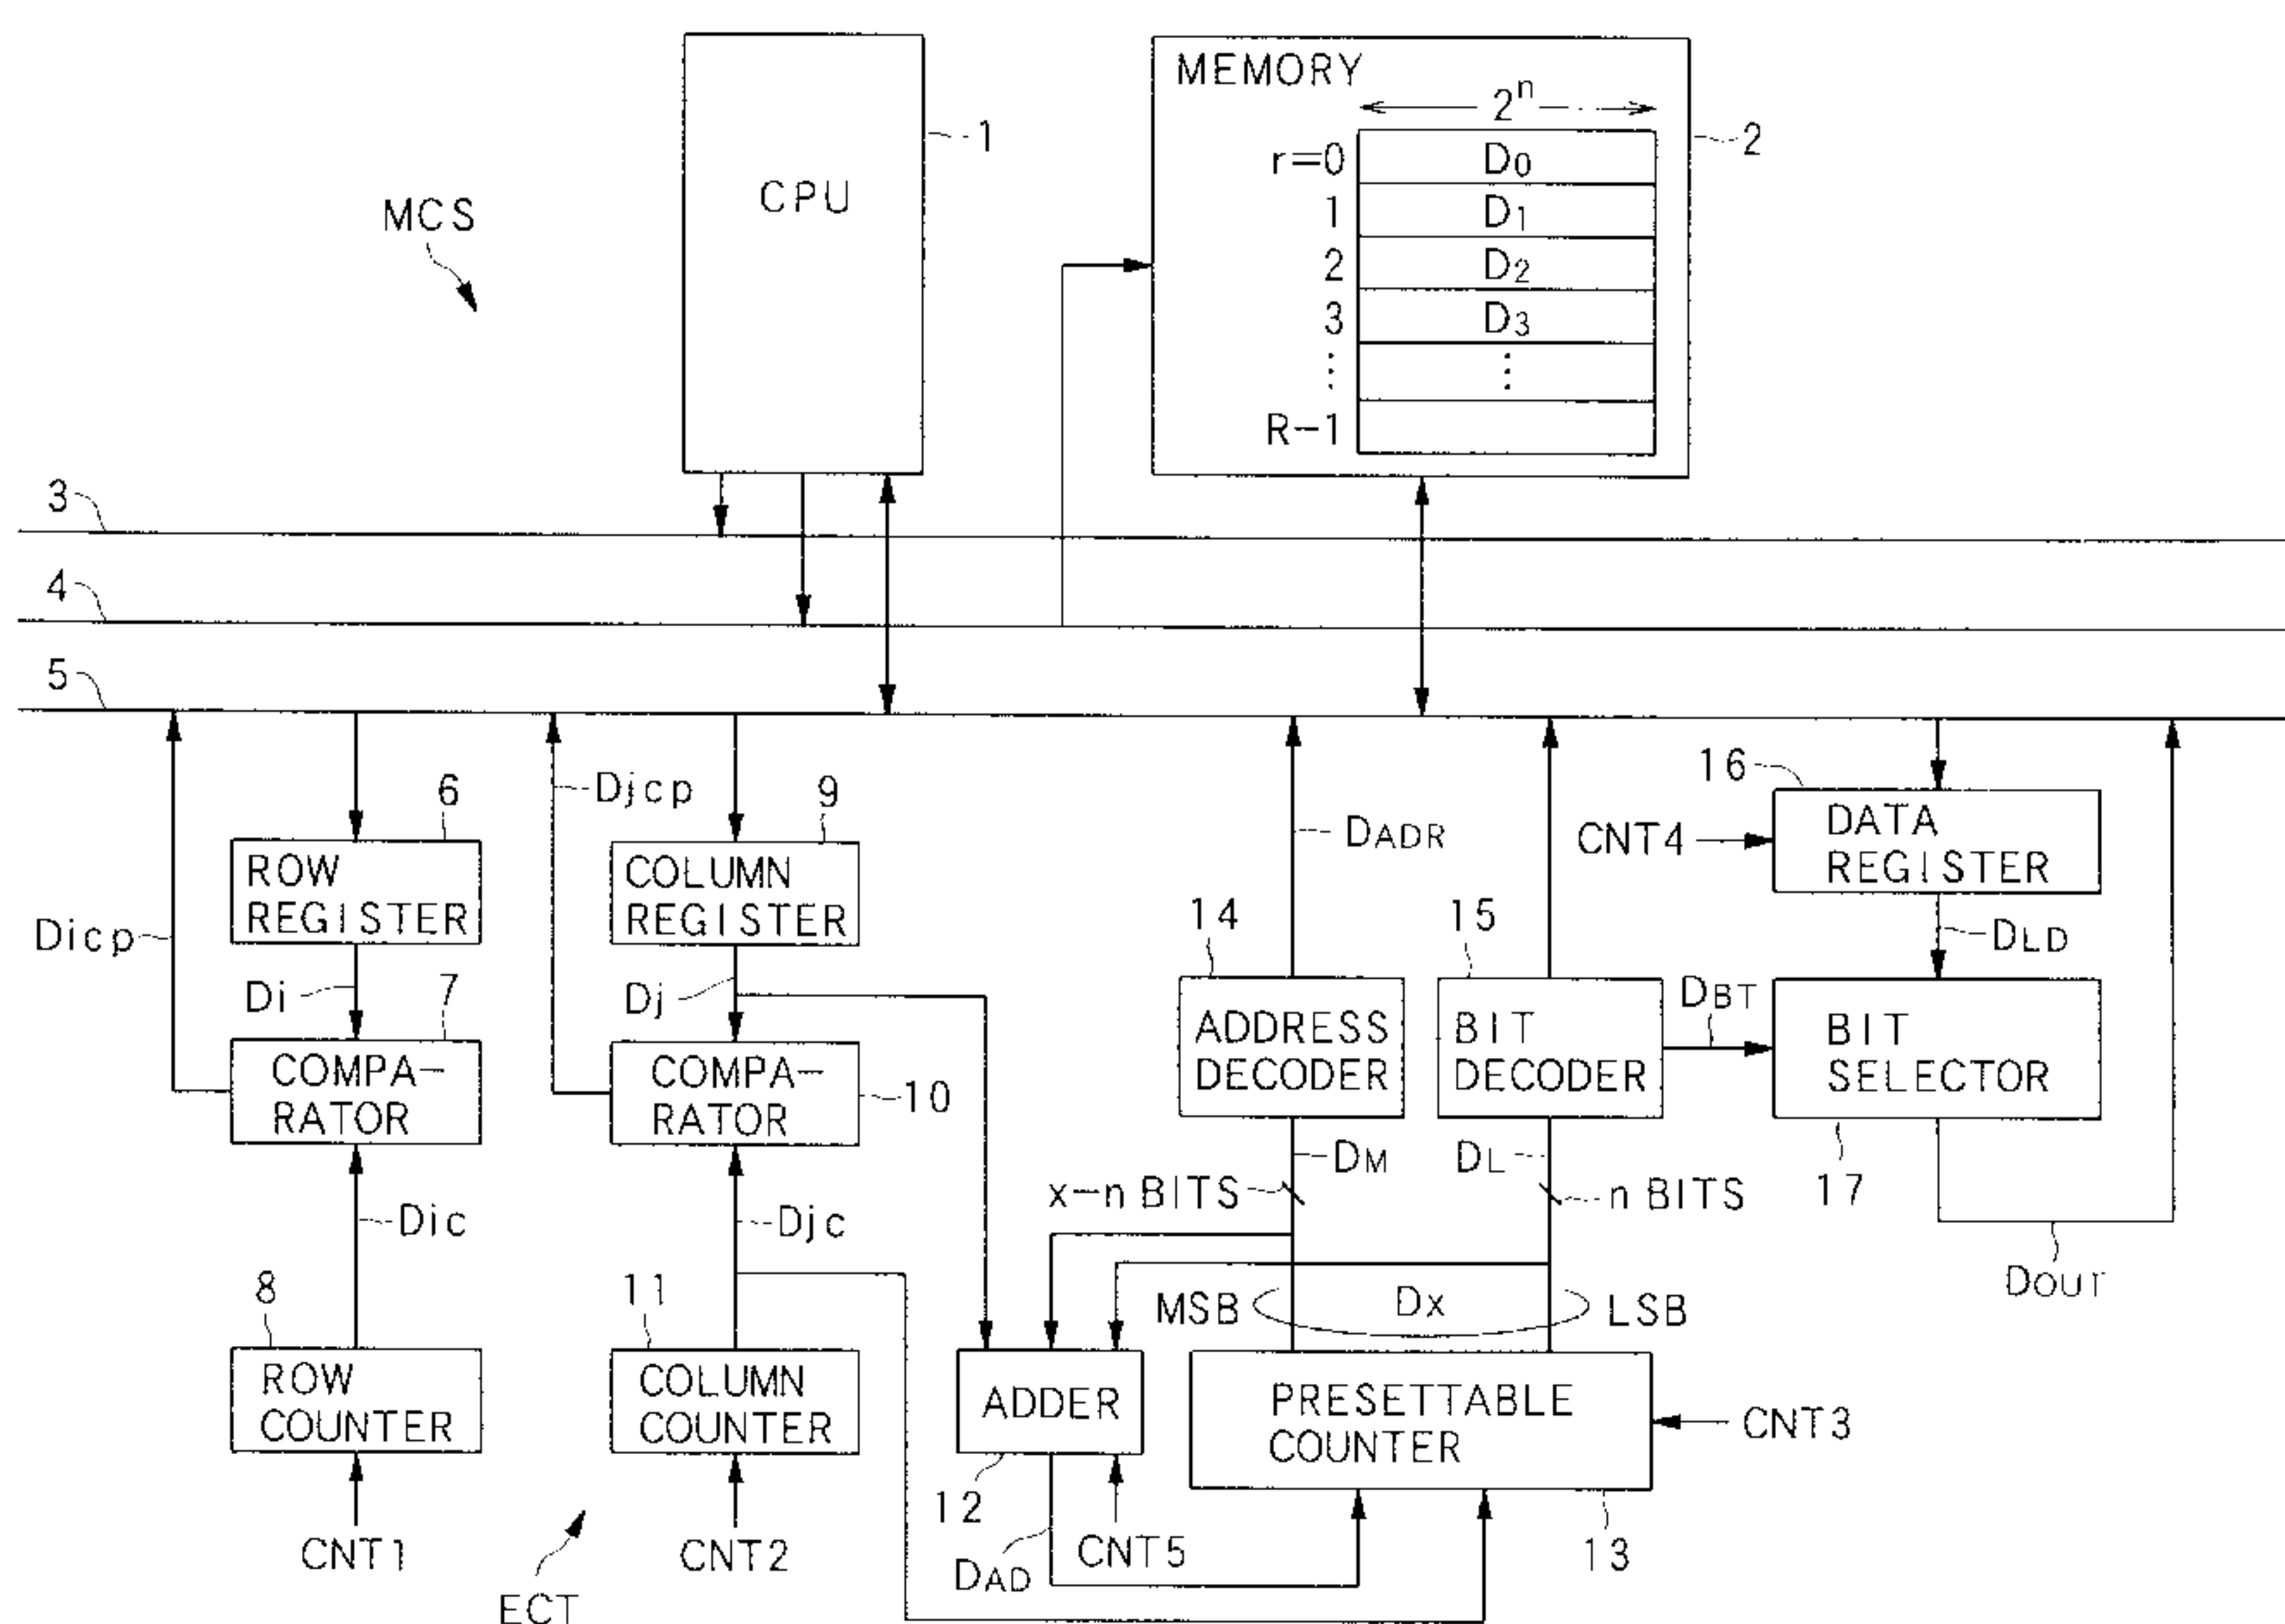 MEMORY
2ⁿ
1
2
r=0
D0
CPU
1
D1
MCS
2
D2
3
D3
⋮
⋮
R-1
3
4
5
Djcp
16
6
9
DATA
REGISTER
DADR
CNT4
ROW
REGISTER
COLUMN
REGISTER
14
15
Dicp
DLD
Di
7
Dj
DBT
ADDRESS
DECODER
BIT
DECODER
BIT
SELECTOR
COMPA-
RATOR
COMPA-
RATOR
10
DM
DL
x-n BITS
n BITS
17
Dic
Djc
8
11
MSB
Dx
LSB
DOUT
ROW
COUNTER
COLUMN
COUNTER
ADDER
PRESETTABLE
COUNTER
CNT3
12
CNT1
CNT2
DAD
CNT5
13
ECT